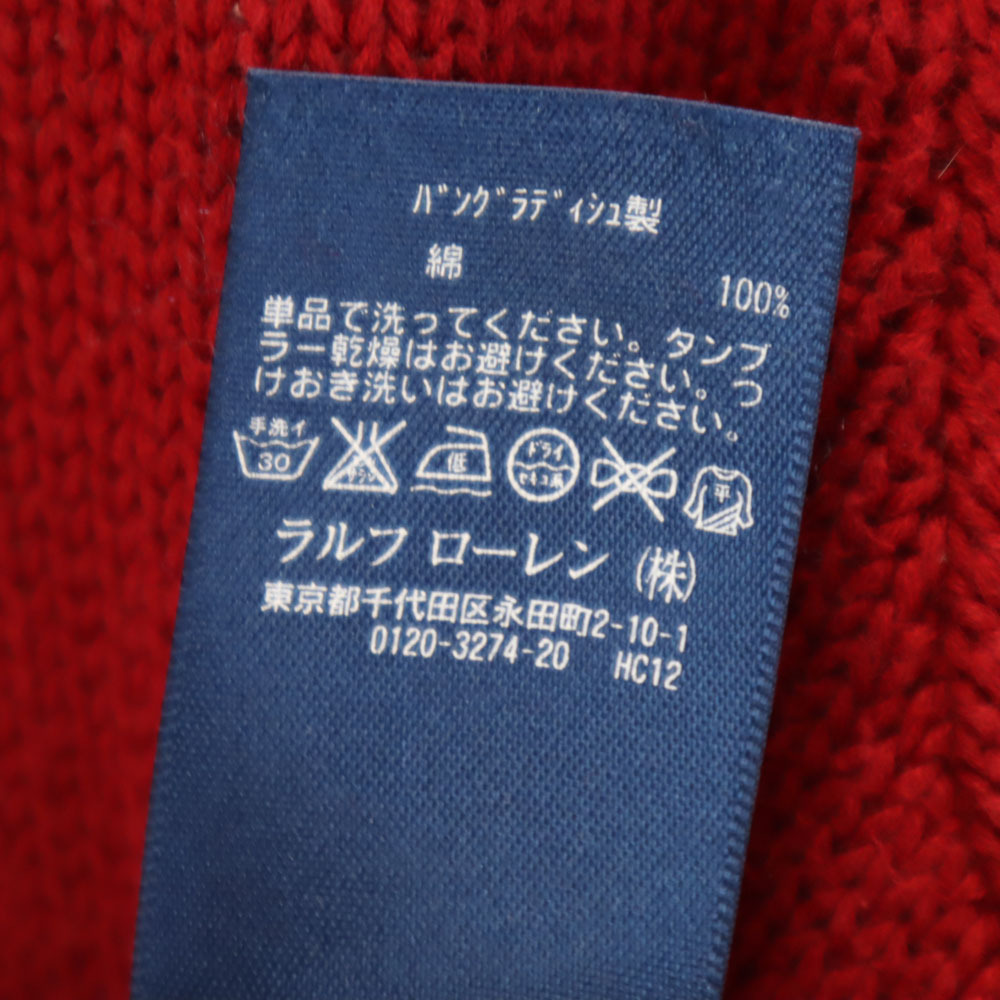 ﾊﾞﾝｸﾞﾗﾃﾞｨｼｭ製
綿 100%
単品で洗ってください。タンブ
ラー乾燥はお避けください。つ
けおき洗いはお避けください。
手洗イ 30 低 ドライ セキユ系 平
ラルフ ローレン (株)
東京都千代田区永田町2-10-1
0120-3274-20 HC12